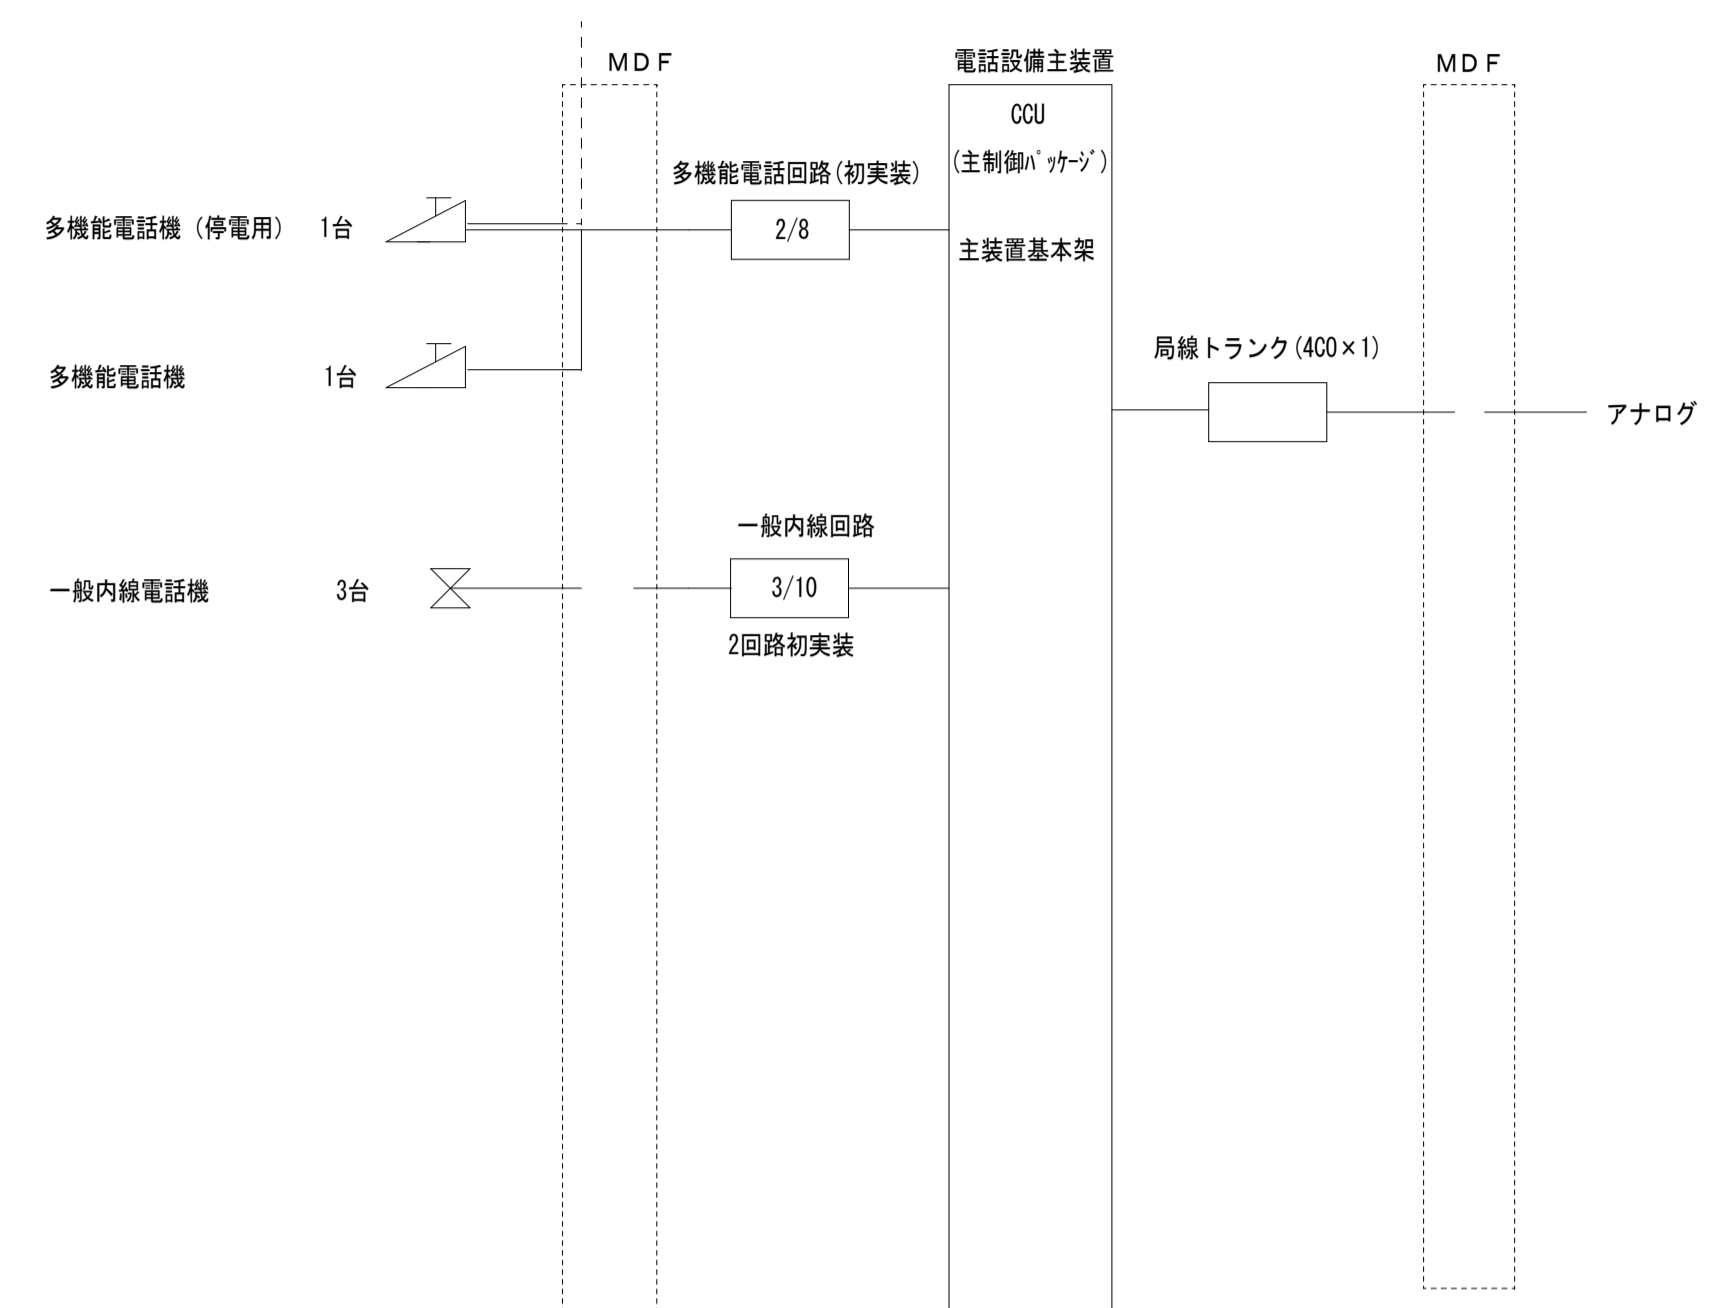 MDF
電話設備主装置
MDF
CCU
(主制御ﾊﾟｯｹｰｼﾞ)
多機能電話回路(初実装)
多機能電話機（停電用） 1台
2/8
主装置基本架
局線トランク(4CO×1)
多機能電話機 1台
アナログ
一般内線回路
一般内線電話機 3台
3/10
2回路初実装